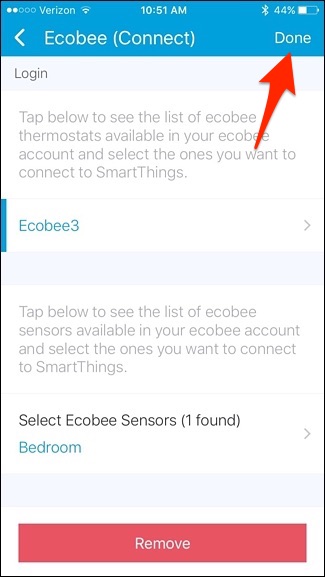 Verizon 10:51 AM 44%
Ecobee (Connect) Done
Login
Tap below to see the list of ecobee
thermostats available in your ecobee
account and select the ones you want to
connect to SmartThings.
Ecobee3
Tap below to see the list of ecobee
sensors available in your ecobee account
and select the ones you want to connect
to SmartThings.
Select Ecobee Sensors (1 found)
Bedroom
Remove